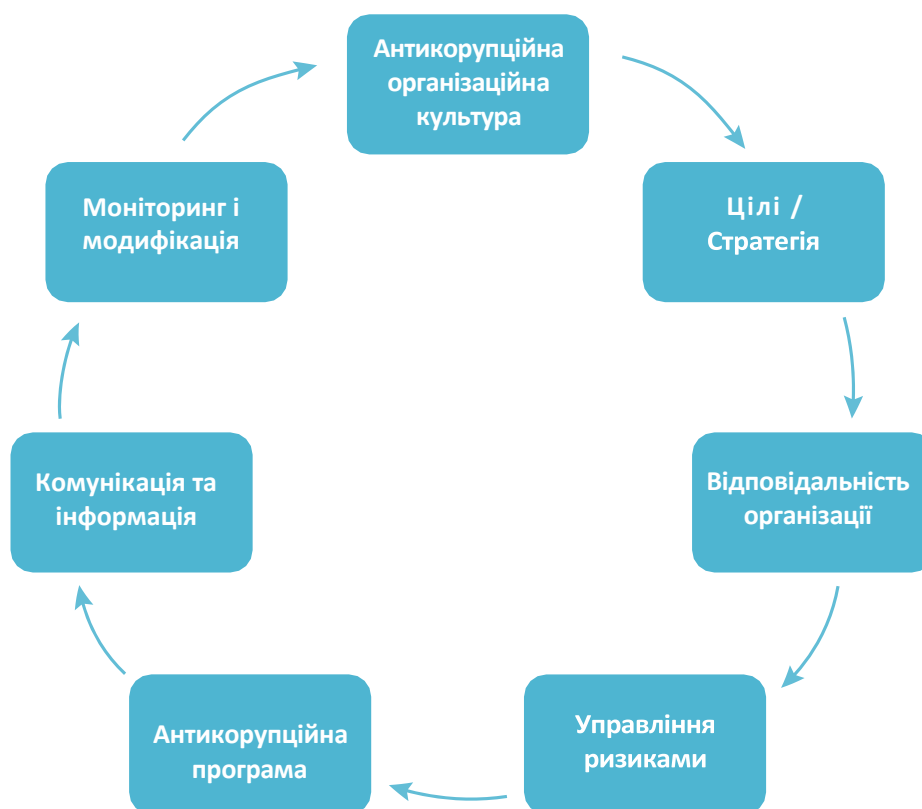 Антикорупційна
організаційна
культура
Цілі /
Стратегія
Відповідальність
організації
Управління
ризиками
Антикорупційна
програма
Комунікація та
інформація
Моніторинг і
модифікація